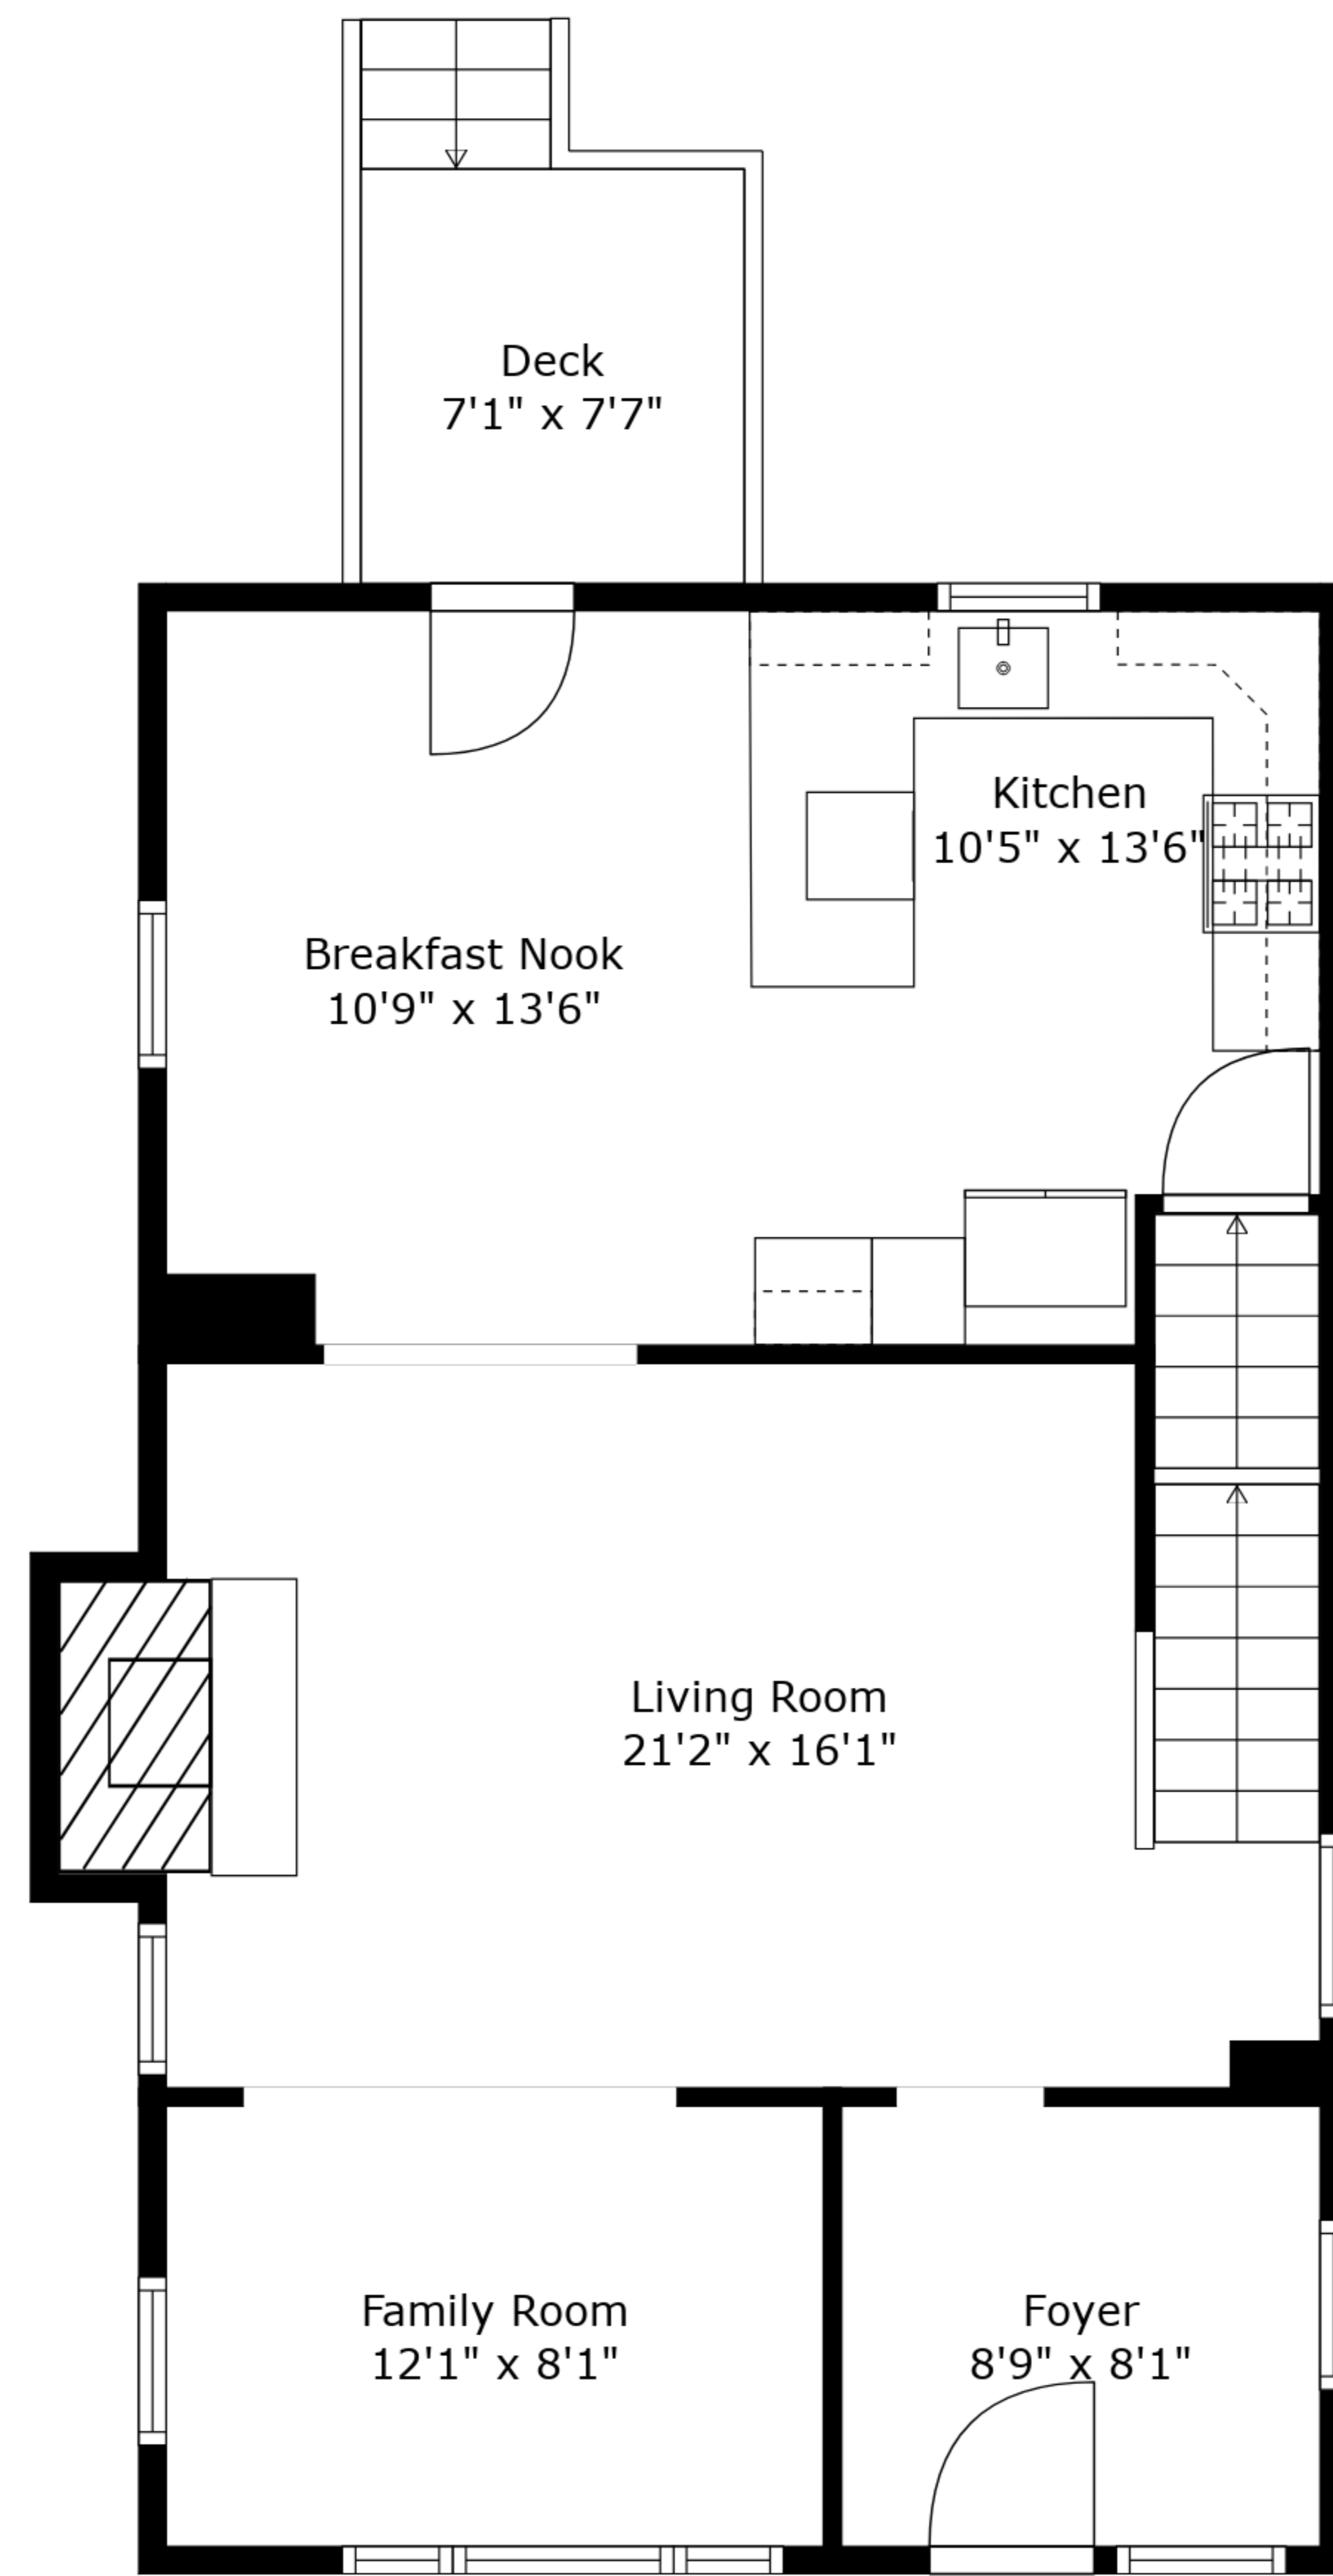 Deck
7'1" x 7'7"
Kitchen
10'5" x 13'6"
Breakfast Nook
10'9" x 13'6"
Living Room
21'2" x 16'1"
Family Room
12'1" x 8'1"
Foyer
8'9" x 8'1"